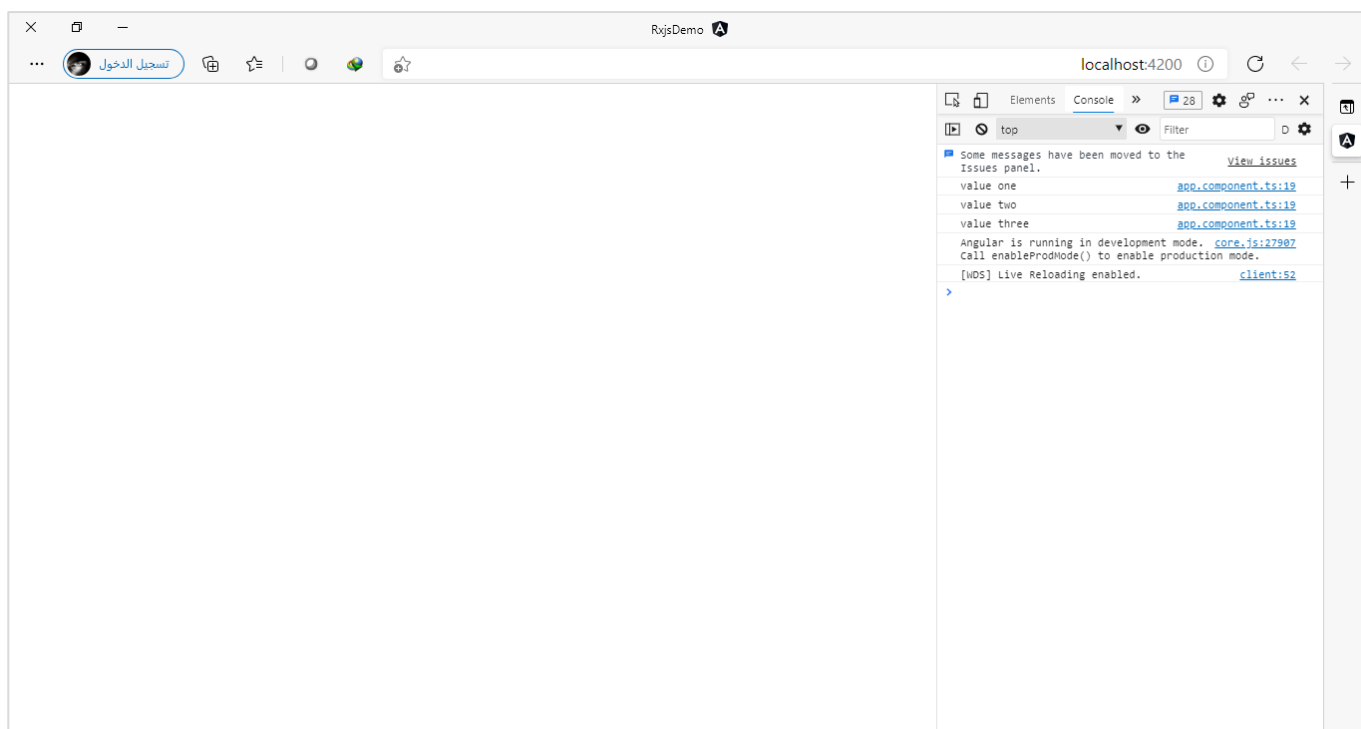 RxjsDemo
تسجيل الدخول
localhost:4200
Elements Console » 28
top Filter D
Some messages have been moved to the Issues panel. View issues
value one app.component.ts:19
value two app.component.ts:19
value three app.component.ts:19
Angular is running in development mode. core.js:27907
Call enableProdMode() to enable production mode.
[WDS] Live Reloading enabled. client:52
>